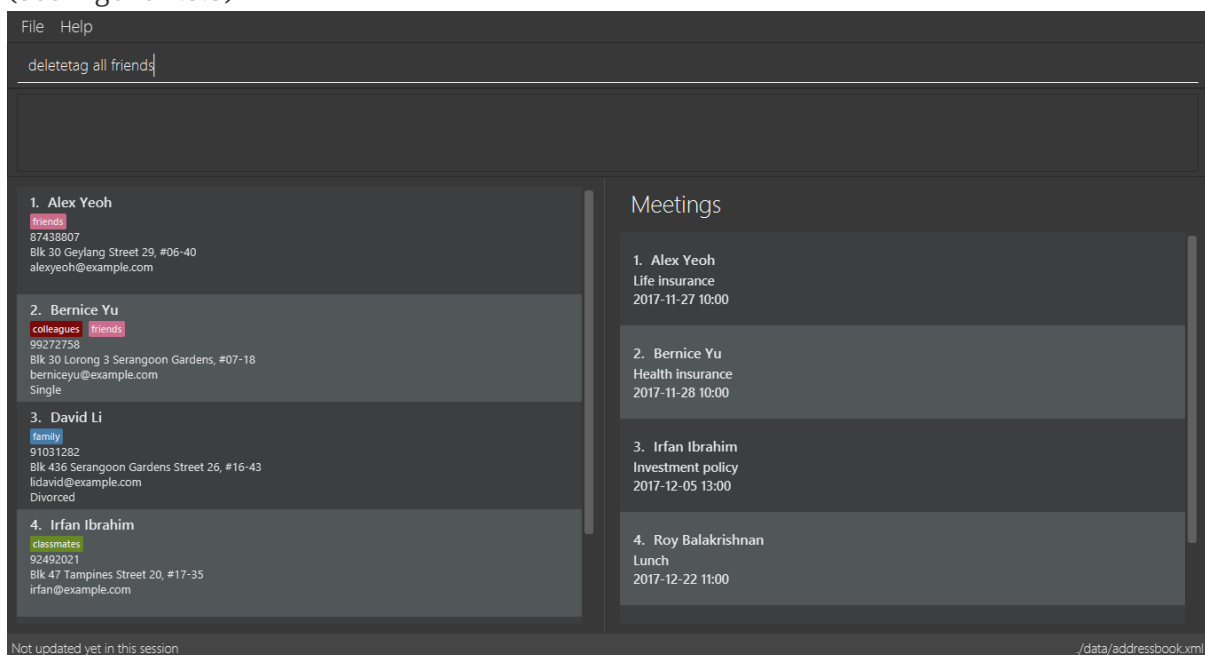 File Help
deletetag all friends
1. Alex Yeoh
friends
87438807
Blk 30 Geylang Street 29, #06-40
alexyeoh@example.com
2. Bernice Yu
colleagues friends
99272758
Blk 30 Lorong 3 Serangoon Gardens, #07-18
berniceyu@example.com
Single
3. David Li
family
91031282
Blk 436 Serangoon Gardens Street 26, #16-43
lidavid@example.com
Divorced
4. Irfan Ibrahim
classmates
92492021
Blk 47 Tampines Street 20, #17-35
irfan@example.com
Meetings
1. Alex Yeoh
Life insurance
2017-11-27 10:00
2. Bernice Yu
Health insurance
2017-11-28 10:00
3. Irfan Ibrahim
Investment policy
2017-12-05 13:00
4. Roy Balakrishnan
Lunch
2017-12-22 11:00
Not updated yet in this session
./data/addressbook.xml